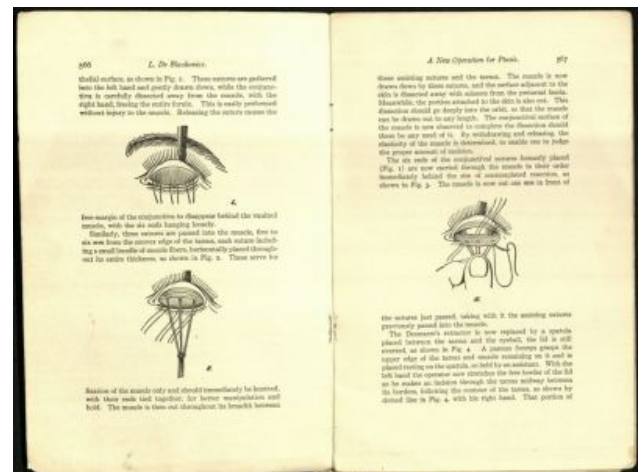 566 L. De Blaskovics.
thelial surface, as shown in Fig. 1. These sutures are gathered
into the left hand and gently drawn down, while the conjunc-
tiva is carefully dissected away from the muscle, with the
right hand, freeing the entire fornix. This is easily performed
without injury to the muscle. Releasing the suture causes the
free margin of the conjunctiva to disappear behind the
muscle, with the six ends hanging loosely.
Similarly, three sutures are passed into the muscle, five to
six mm from the convex edge of the tarsus, each suture includ-
ing a small bundle of muscle fibers, horizontally placed through-
out its entire thickness, as shown in Fig. 2. These serve for
fixation of the muscle only and should immediately be knotted,
with their ends tied together, for better manipulation and
hold. The muscle is then cut throughout its breadth between
A New Operation for Ptosis. 567
these assisting sutures and the tarsus. The muscle is now
drawn down by these sutures, and the surface adjacent to the
skin is dissected away with scissors from the fascia.
Meanwhile, the portion attached to the skin is also cut. This
dissection should go deeply into the orbit, so that the muscle
can be drawn out to any length. The conjunctival surface of
the muscle is now observed to complete the dissection should
there be any need of it. By withdrawing and releasing, the
elasticity of the muscle is determined, to enable one to judge
the proper amount of excision.
The six ends of the conjunctival sutures formerly placed
(Fig. 1) are now carried through the muscle in their order
immediately behind the site of contemplated resection, as
shown in Fig. 3. The muscle is now cut one mm in front of
the sutures just passed, taking with it the assisting sutures
previously passed into the muscle.
The Desmarre's retractor is now replaced by a spatula
placed between the tarsus and the eyeball, the lid is still
everted, as shown in Fig. 4. A forceps grasps the
upper edge of the tarsus and muscle remaining on it and is
placed resting on the spatula, or held by an assistant. With the
left hand the operator now stretches the free border of the lid
as he makes an incision through the tarsus midway between
its borders, following the contour of the tarsus, as shown by
dotted line in Fig. 4, with his right hand. That portion of